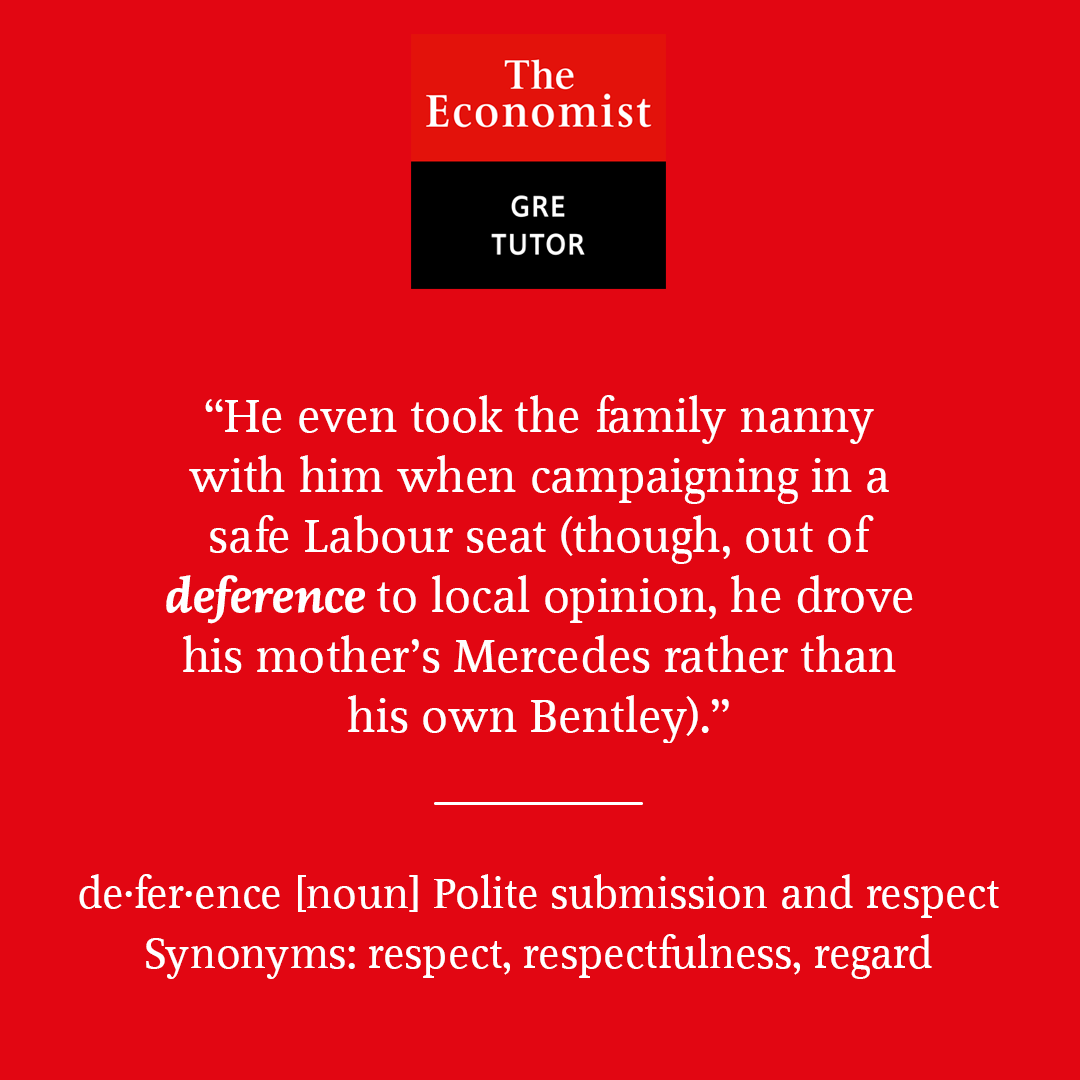 The
Economist
GRE
TUTOR
“He even took the family nanny
with him when campaigning in a
safe Labour seat (though, out of
deference to local opinion, he drove
his mother’s Mercedes rather than
his own Bentley).”
de·fer·ence [noun] Polite submission and respect
Synonyms: respect, respectfulness, regard